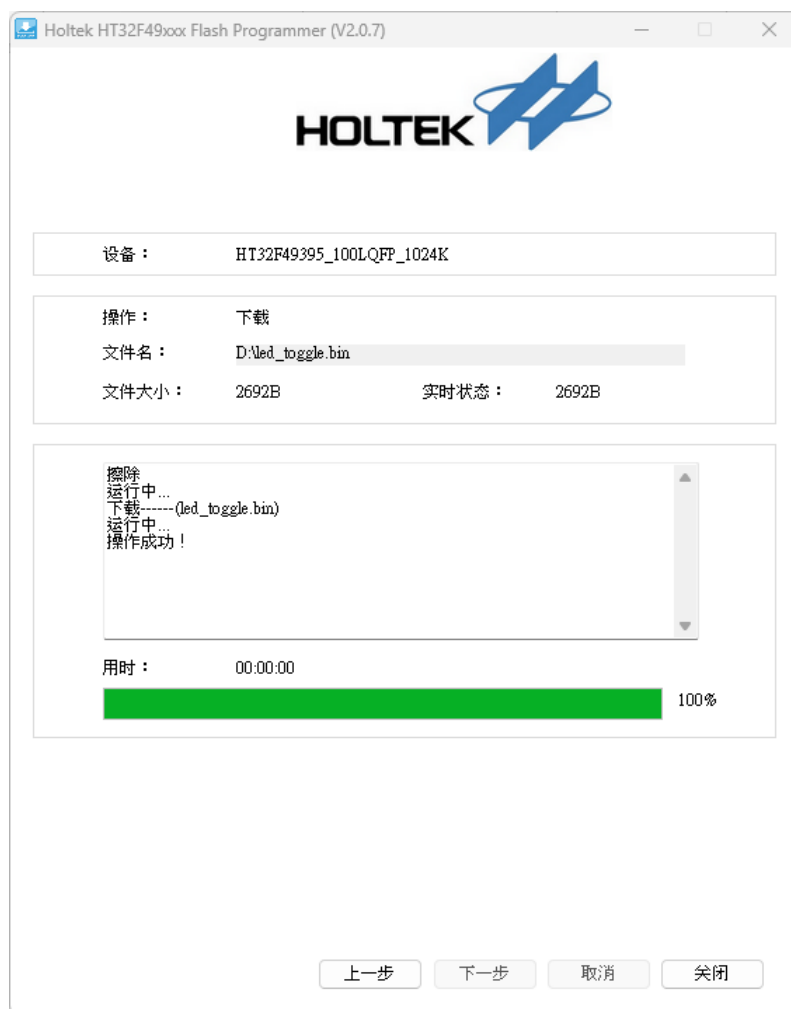 Holtek HT32F49xxx Flash Programmer (V2.0.7)
HOLTEK
设备： HT32F49395_100LQFP_1024K
操作： 下载
文件名： D:\led_toggle.bin
文件大小： 2692B 实时状态： 2692B
擦除
运行中...
下载------(led_toggle.bin)
运行中...
操作成功！
用时： 00:00:00
100%
上一步 下一步 取消 关闭